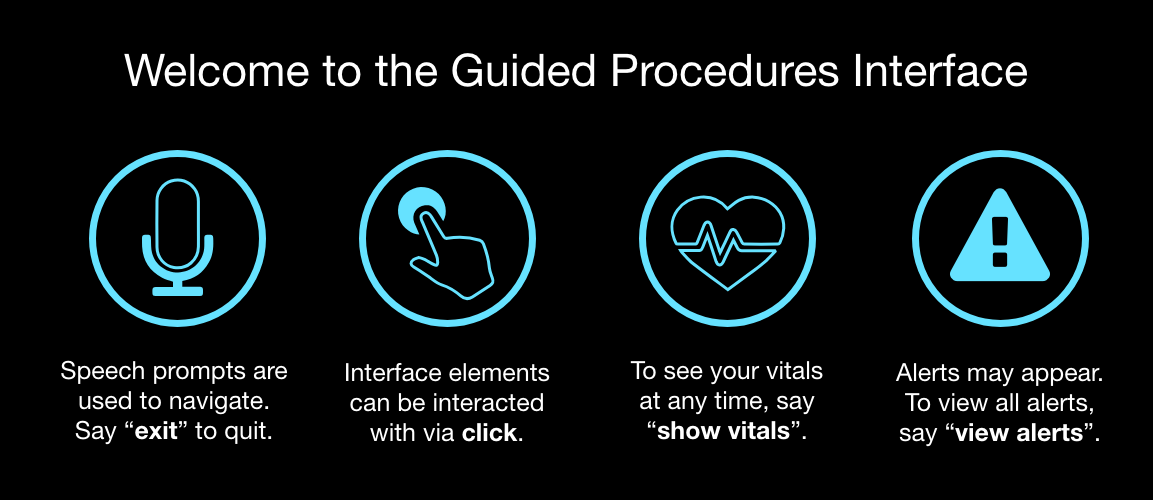 Welcome to the Guided Procedures Interface
Speech prompts are
used to navigate.
Say “exit” to quit.
Interface elements
can be interacted
with via click.
To see your vitals
at any time, say
“show vitals”.
Alerts may appear.
To view all alerts,
say “view alerts”.